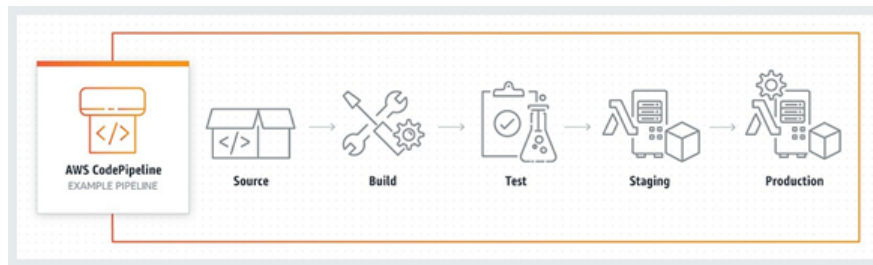 </>
AWS CodePipeline
EXAMPLE PIPELINE
</>
Source
Build
Test
Staging
Production